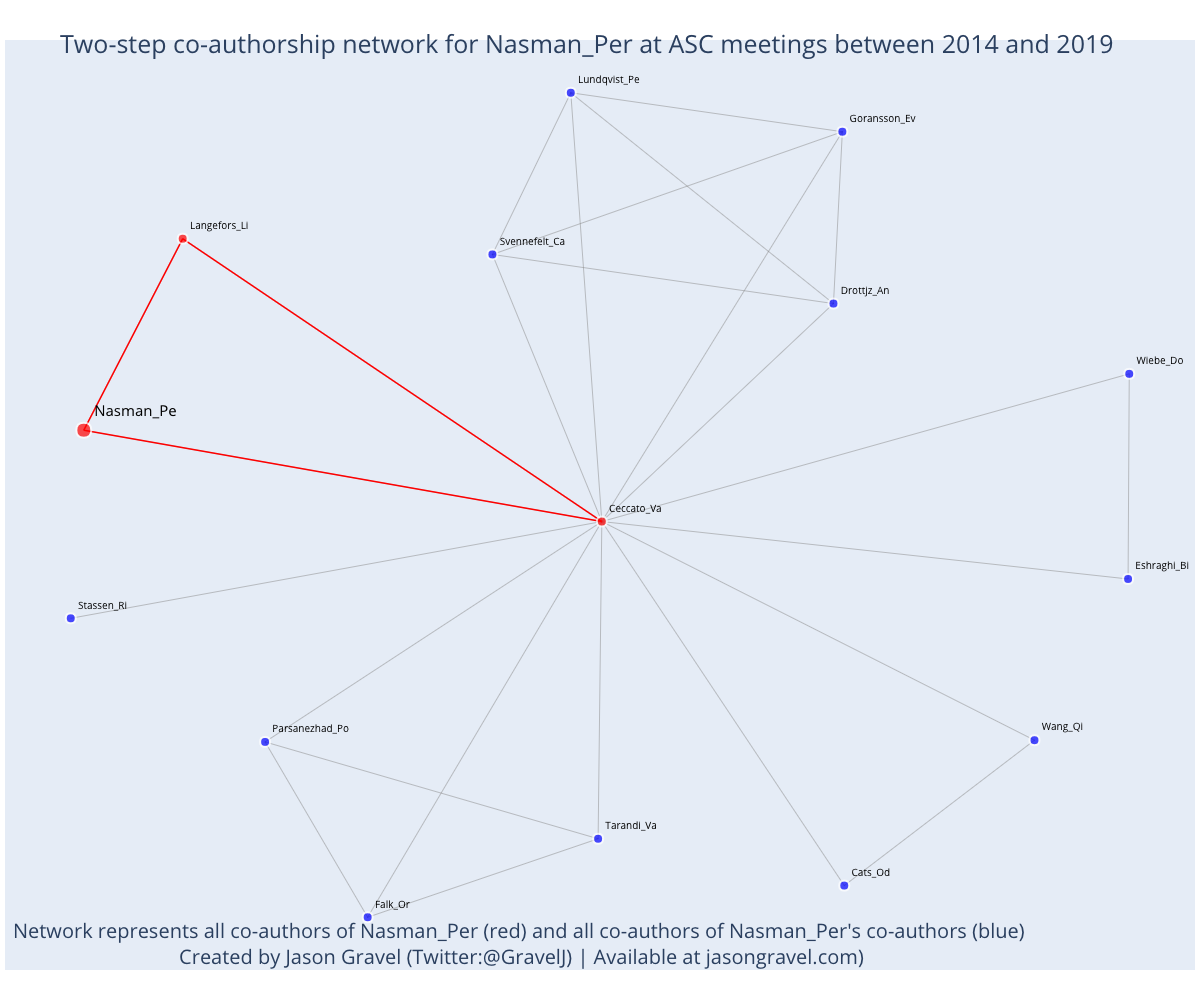 Two-step co-authorship network for Nasman_Per at ASC meetings between 2014 and 2019
Lundqvist_Pe
Goransson_Ev
Langefors_Li
Svennefelt_Ca
Drottjz_An
Wiebe_Do
Nasman_Pe
Ceccato_Va
Eshraghi_Bi
Stassen_Ri
Parsanezhad_Po
Wang_Qi
Tarandi_Va
Cats_Od
Falk_Or
Network represents all co-authors of Nasman_Per (red) and all co-authors of Nasman_Per's co-authors (blue)
Created by Jason Gravel (Twitter:@GravelJ) | Available at jasongravel.com)